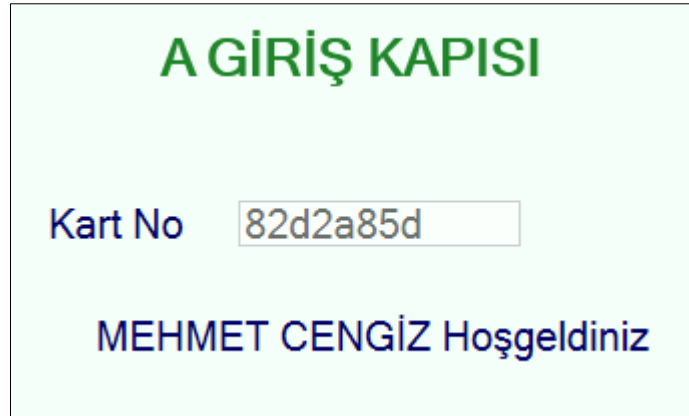 A GİRİŞ KAPISI
Kart No 82d2a85d
MEHMET CENGİZ Hoşgeldiniz